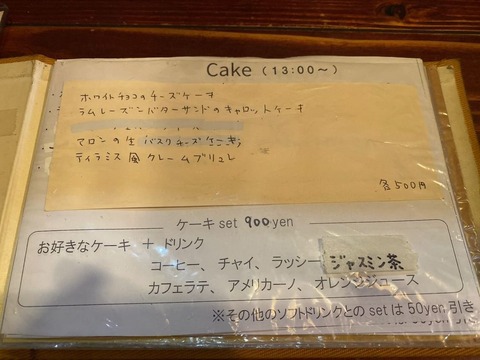 Cake (13:00～)
ホワイトチョコのチーズケーキ
ラムレーズンバターサンドのキャロットケーキ
マロンの生バスクチーズケーキ
ティラミス風クレームブリュレ
各500円
ケーキ set 900yen
お好きなケーキ ＋ ドリンク
コーヒー、チャイ、ラッシー ジャスミン茶
カフェラテ、アメリカーノ、オレンジジュース
※その他のソフトドリンクとの set は 50yen 引き